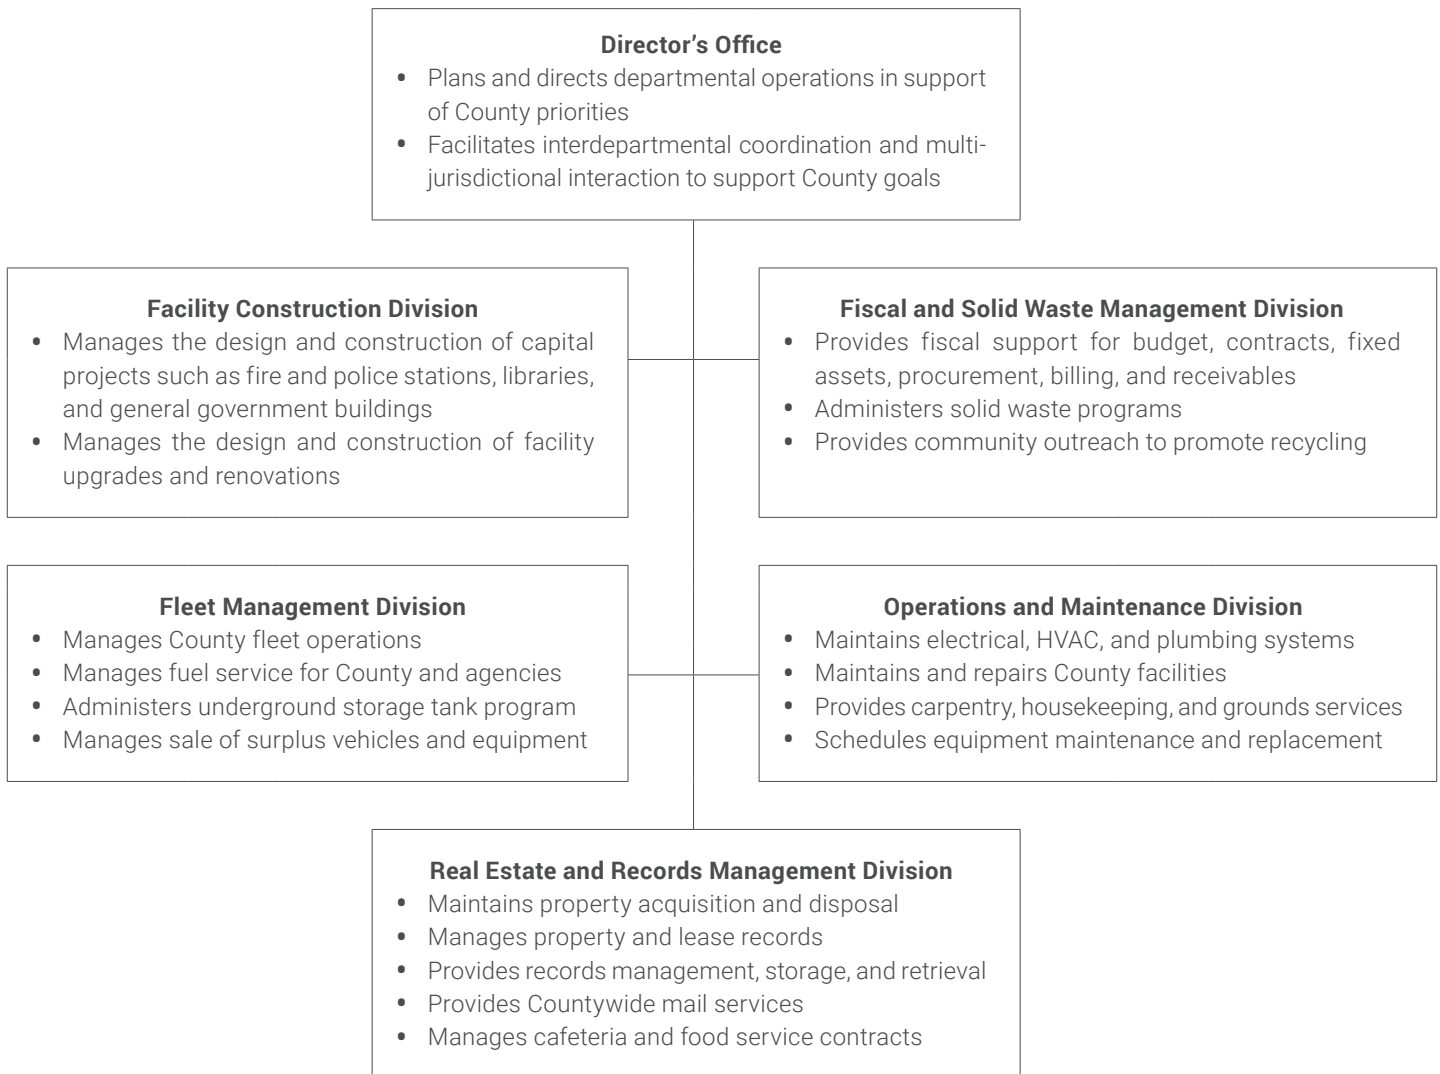 Director’s Office
• Plans and directs departmental operations in support
of County priorities
• Facilitates interdepartmental coordination and multi-
jurisdictional interaction to support County goals
Facility Construction Division
• Manages the design and construction of capital
projects such as fire and police stations, libraries,
and general government buildings
• Manages the design and construction of facility
upgrades and renovations
Fiscal and Solid Waste Management Division
• Provides fiscal support for budget, contracts, fixed
assets, procurement, billing, and receivables
• Administers solid waste programs
• Provides community outreach to promote recycling
Fleet Management Division
• Manages County fleet operations
• Manages fuel service for County and agencies
• Administers underground storage tank program
• Manages sale of surplus vehicles and equipment
Operations and Maintenance Division
• Maintains electrical, HVAC, and plumbing systems
• Maintains and repairs County facilities
• Provides carpentry, housekeeping, and grounds services
• Schedules equipment maintenance and replacement
Real Estate and Records Management Division
• Maintains property acquisition and disposal
• Manages property and lease records
• Provides records management, storage, and retrieval
• Provides Countywide mail services
• Manages cafeteria and food service contracts